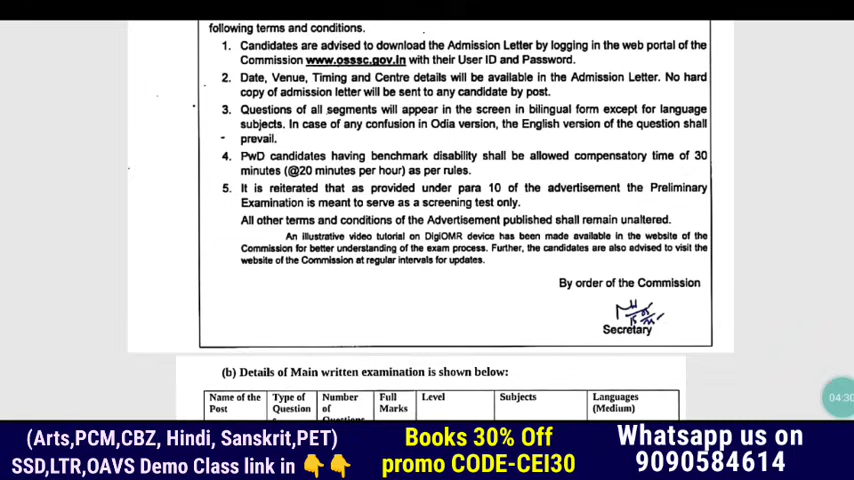 following terms and conditions.
1. Candidates are advised to download the Admission Letter by logging in the web portal of the
Commission www.osssc.gov.in with their User ID and Password.
2. Date, Venue, Timing and Centre details will be available in the Admission Letter. No hard
copy of admission letter will be sent to any candidate by post.
3. Questions of all segments will appear in the screen in bilingual form except for language
subjects. In case of any confusion in Odia version, the English version of the question shall
prevail.
4. PwD candidates having benchmark disability shall be allowed compensatory time of 30
minutes (@20 minutes per hour) as per rules.
5. It is reiterated that as provided under para 10 of the advertisement the Preliminary
Examination is meant to serve as a screening test only.
All other terms and conditions of the Advertisement published shall remain unaltered.
An illustrative video tutorial on DigiOMR device has been made available in the website of the
Commission for better understanding of the exam process. Further, the candidates are also advised to visit the
website of the Commission at regular intervals for updates.
By order of the Commission
Secretary
(b) Details of Main written examination is shown below:
Name of the Type of Number Full Level Subjects Languages
Post Question of Marks (Medium)
04:30
(Arts,PCM,CBZ, Hindi, Sanskrit,PET)
SSD,LTR,OAVS Demo Class link in 👇👇
Books 30% Off
promo CODE-CEI30
Whatsapp us on
9090584614